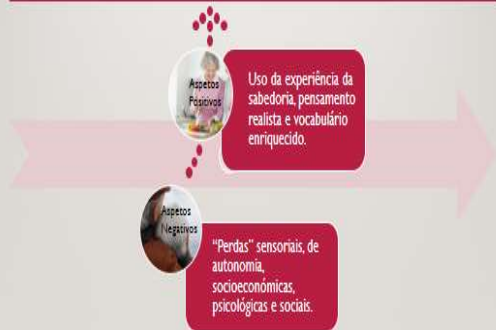 Aspetos
Positivos
Uso da experiência da
sabedoria, pensamento
realista e vocabulário
enriquecido.
Aspetos
Negativos
“Perdas” sensoriais, de
autonomia,
socioeconómicas,
psicológicas e sociais.